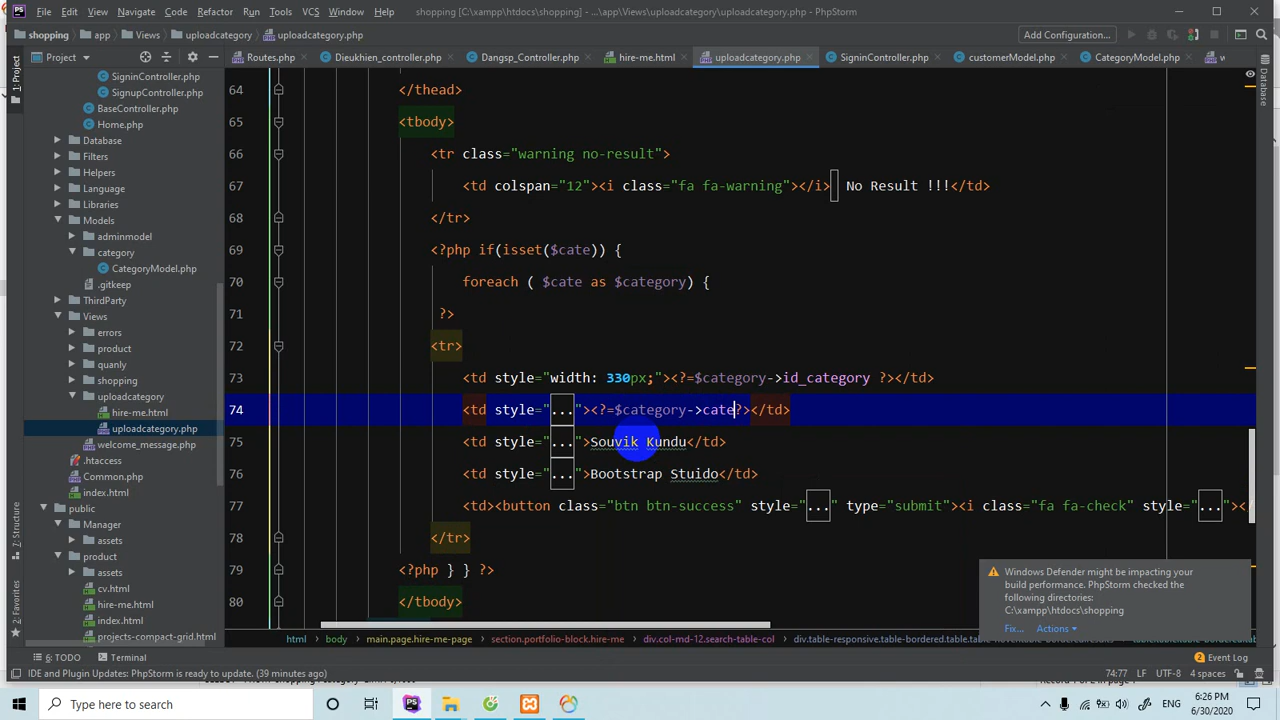 PS File Edit View Navigate Code Refactor Run Tools VCS Window Help shopping [C:\xampp\htdocs\shopping] - ...\app\Views\uploadcategory\uploadcategory.php - PhpStorm
shopping app Views uploadcategory uploadcategory.php Add Configuration...
Project Routes.php Dieukhien_controller.php Dangsp_Controller.php hire-me.html uploadcategory.php SigninController.php customerModel.php CategoryModel.php
1: Project
Database
SigninController.php
SignupController.php
BaseController.php
Home.php
Database
Filters
Helpers
Language
Libraries
Models
adminmodel
category
CategoryModel.php
.gitkeep
ThirdParty
Views
errors
product
quanly
shopping
uploadcategory
hire-me.html
uploadcategory.php
welcome_message.php
.htaccess
Common.php
index.html
public
Manager
assets
product
assets
cv.html
hire-me.html
index.html
projects-compact-grid.html
7: Structure
2: Favorites
64 </thead>
65 <tbody>
66 <tr class="warning no-result">
67 <td colspan="12"><i class="fa fa-warning"></i> No Result !!!</td>
68 </tr>
69 <?php if(isset($cate)) {
70 foreach ( $cate as $category) {
71 ?>
72 <tr>
73 <td style="width: 330px;"><?=$category->id_category ?></td>
74 <td style="..."><?=$category->cate?></td>
75 <td style="...">Souvik Kundu</td>
76 <td style="...">Bootstrap Stuido</td>
77 <td><button class="btn btn-success" style="..." type="submit"><i class="fa fa-check" style="..."></
78 </tr>
79 <?php } } ?>
80 </tbody>
Windows Defender might be impacting your
build performance. PhpStorm checked the
following directories:
C:\xampp\htdocs\shopping
Fix... Actions
html body main.page.hire-me-page section.portfolio-block.hire-me div.col-md-12.search-table-col
6: TODO Terminal 2 Event Log
IDE and Plugin Updates: PhpStorm is ready to update. (39 minutes ago) 74:77 LF UTF-8 4 spaces
Type here to search
6:26 PM
6/30/2020